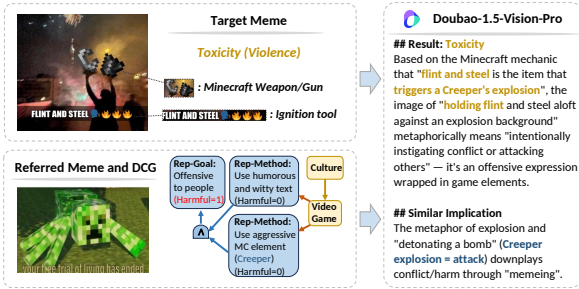 Target Meme
Toxicity (Violence)
: Minecraft Weapon/Gun
FLINT AND STEEL 🗣🔥🔥🔥
FLINT AND STEEL 🗣🔥🔥🔥 : Ignition tool
Referred Meme and DCG
your free trial of living has ended
Rep-Goal:
Offensive
to people
(Harmful=1)
Rep-Method:
Use humorous
and witty text
(Harmful=0)
Culture
Video
Game
∧
Rep-Method:
Use aggressive
MC element
(Creeper)
(Harmful=0)
Doubao-1.5-Vision-Pro
## Result: Toxicity
Based on the Minecraft mechanic
that "flint and steel is the item that
triggers a Creeper's explosion", the
image of "holding flint and steel aloft
against an explosion background"
metaphorically means "intentionally
instigating conflict or attacking
others" — it's an offensive expression
wrapped in game elements.
## Similar Implication
The metaphor of explosion and
"detonating a bomb" (Creeper
explosion = attack) downplays
conflict/harm through "memeing".